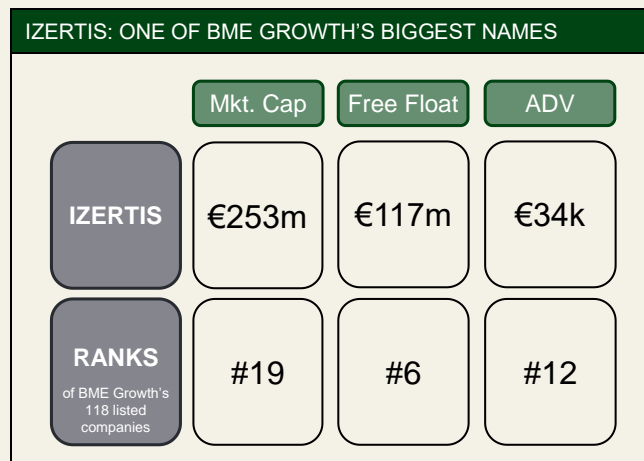 IZERTIS: ONE OF BME GROWTH'S BIGGEST NAMES
Mkt. Cap Free Float ADV
IZERTIS €253m €117m €34k
RANKS
of BME Growth's
118 listed
companies
#19 #6 #12